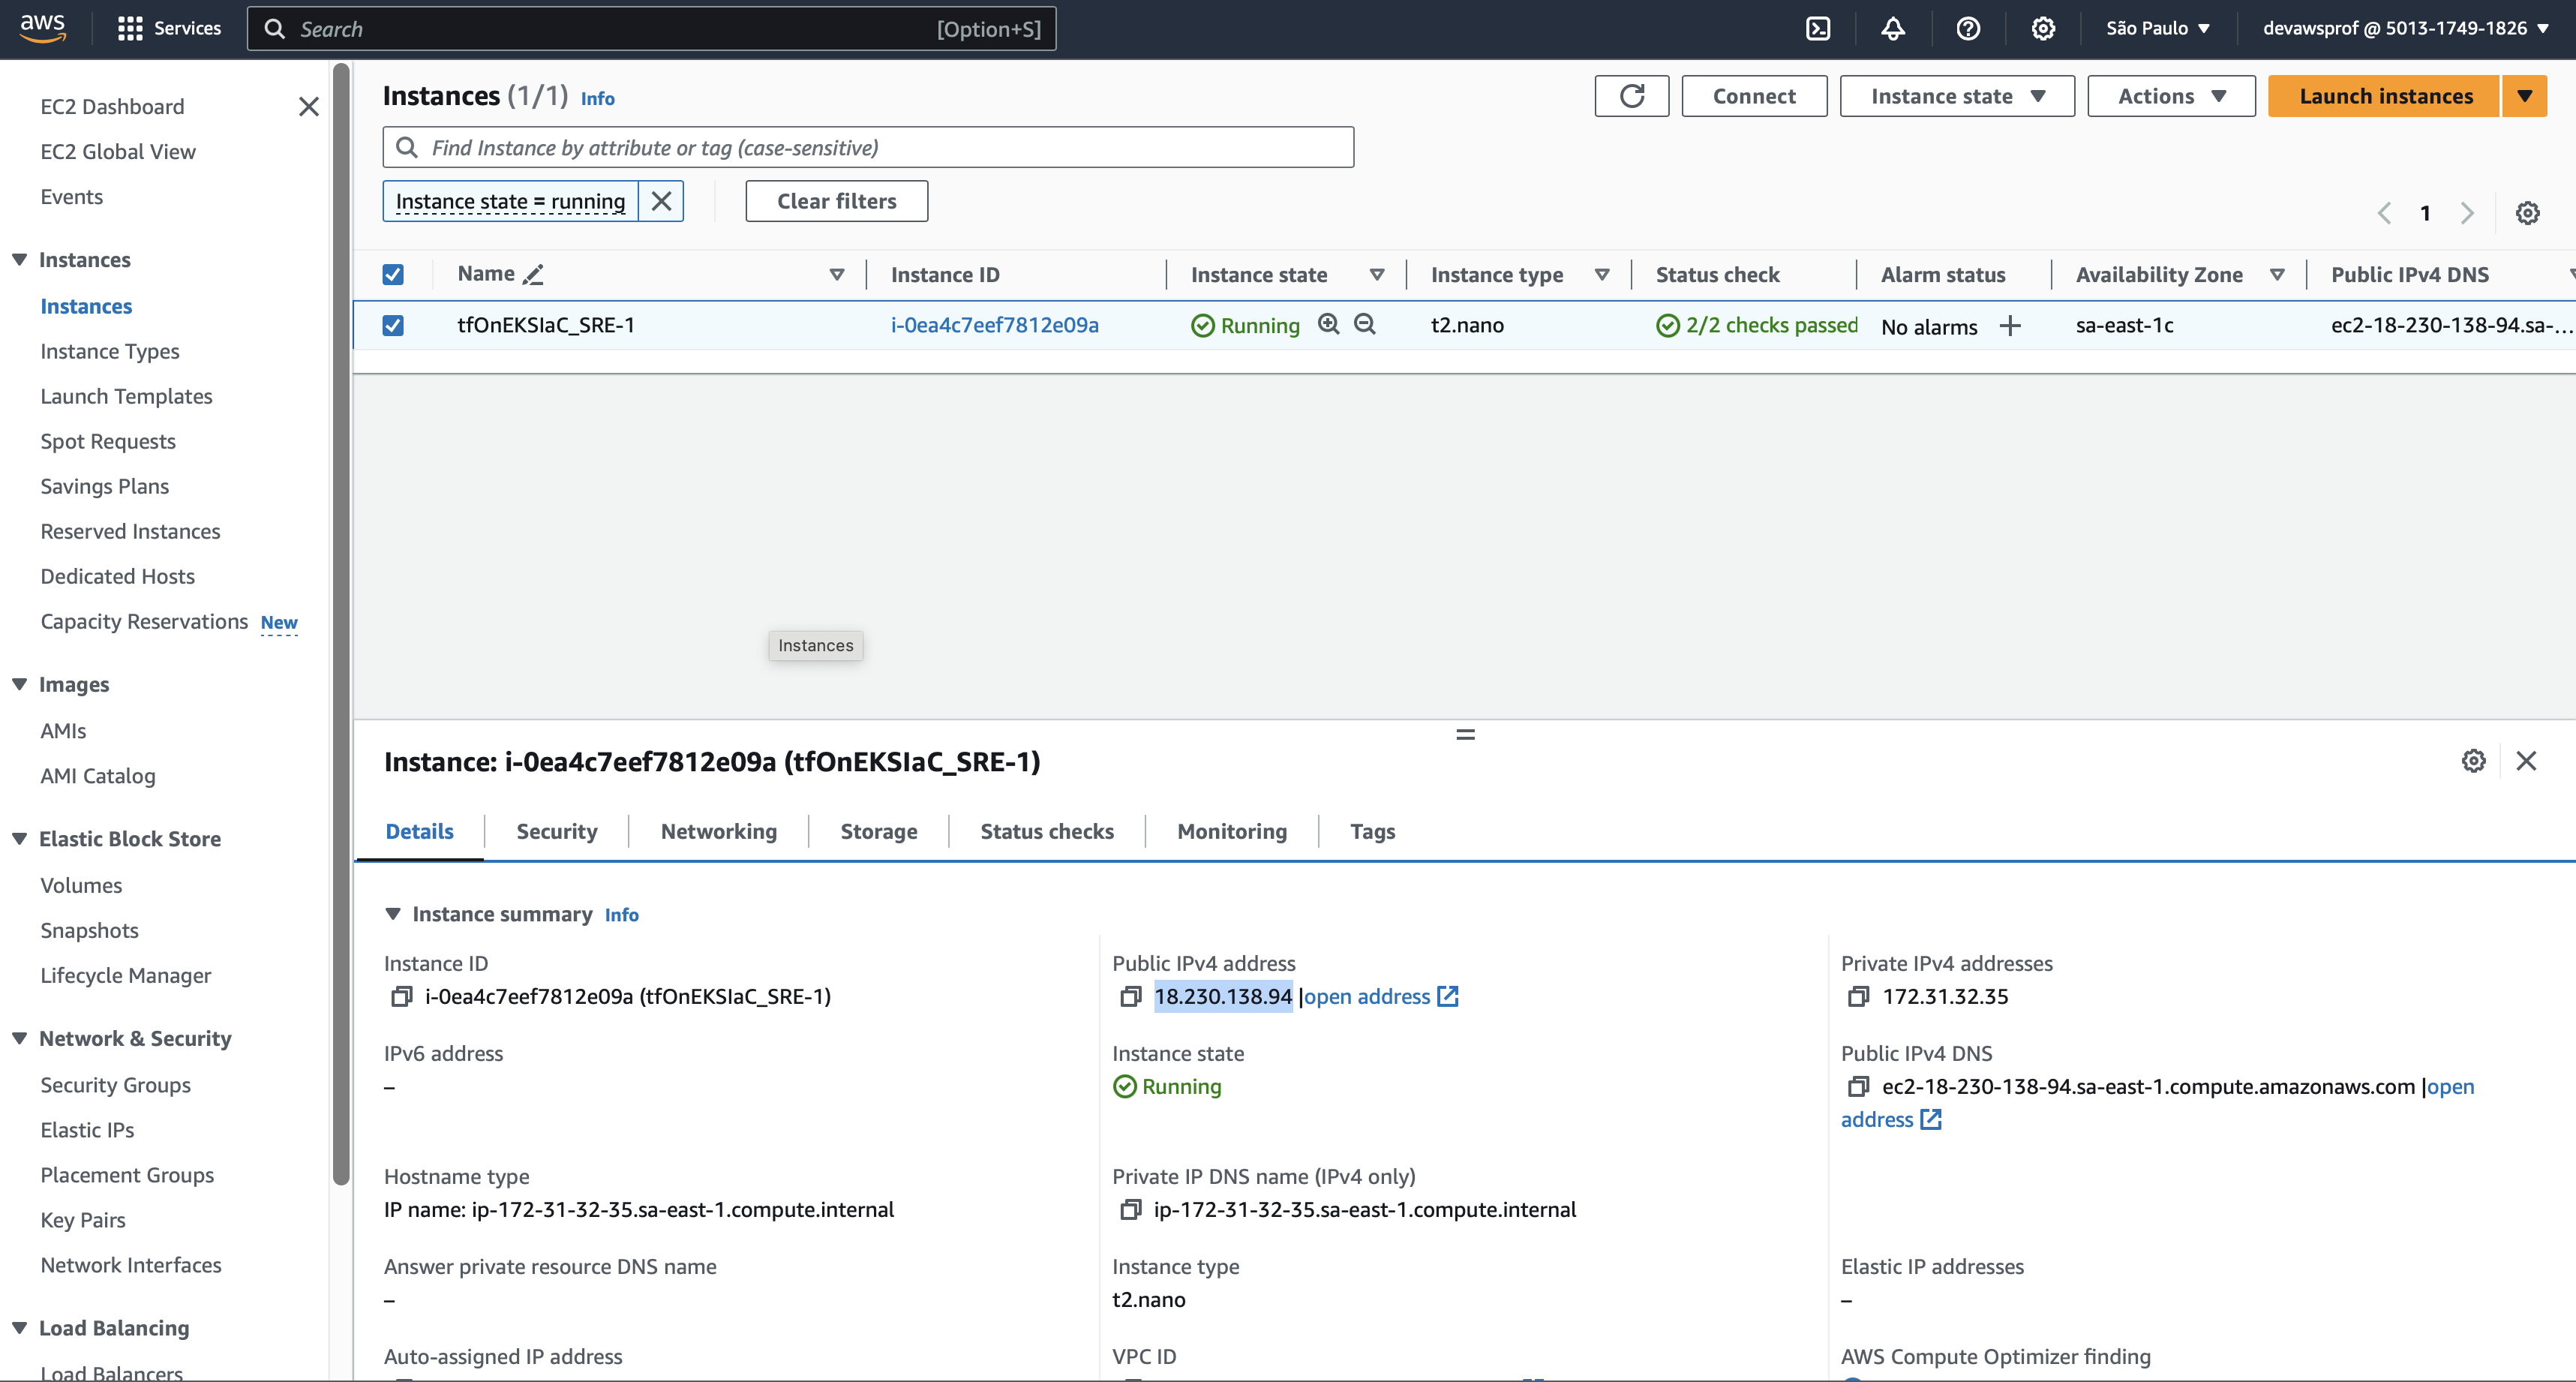 aws
Services
Search
[Option+S]
São Paulo
devawsprof @ 5013-1749-1826
EC2 Dashboard
EC2 Global View
Events
Instances
Instances
Instance Types
Launch Templates
Spot Requests
Savings Plans
Reserved Instances
Dedicated Hosts
Capacity Reservations New
Images
AMIs
AMI Catalog
Elastic Block Store
Volumes
Snapshots
Lifecycle Manager
Network & Security
Security Groups
Elastic IPs
Placement Groups
Key Pairs
Network Interfaces
Load Balancing
Load Balancers
Instances (1/1) Info
Connect
Instance state
Actions
Launch instances
Find Instance by attribute or tag (case-sensitive)
Instance state = running
Clear filters
1
Name Instance ID Instance state Instance type Status check Alarm status Availability Zone Public IPv4 DNS
tfOnEKSIaC_SRE-1 i-0ea4c7eef7812e09a Running t2.nano 2/2 checks passed No alarms sa-east-1c ec2-18-230-138-94.sa-...
Instances
Instance: i-0ea4c7eef7812e09a (tfOnEKSIaC_SRE-1)
Details Security Networking Storage Status checks Monitoring Tags
Instance summary Info
Instance ID
i-0ea4c7eef7812e09a (tfOnEKSIaC_SRE-1)
Public IPv4 address
18.230.138.94 |open address
Private IPv4 addresses
172.31.32.35
IPv6 address
–
Instance state
Running
Public IPv4 DNS
ec2-18-230-138-94.sa-east-1.compute.amazonaws.com |open
address
Hostname type
IP name: ip-172-31-32-35.sa-east-1.compute.internal
Private IP DNS name (IPv4 only)
ip-172-31-32-35.sa-east-1.compute.internal
Answer private resource DNS name
–
Instance type
t2.nano
Elastic IP addresses
–
Auto-assigned IP address
VPC ID
AWS Compute Optimizer finding